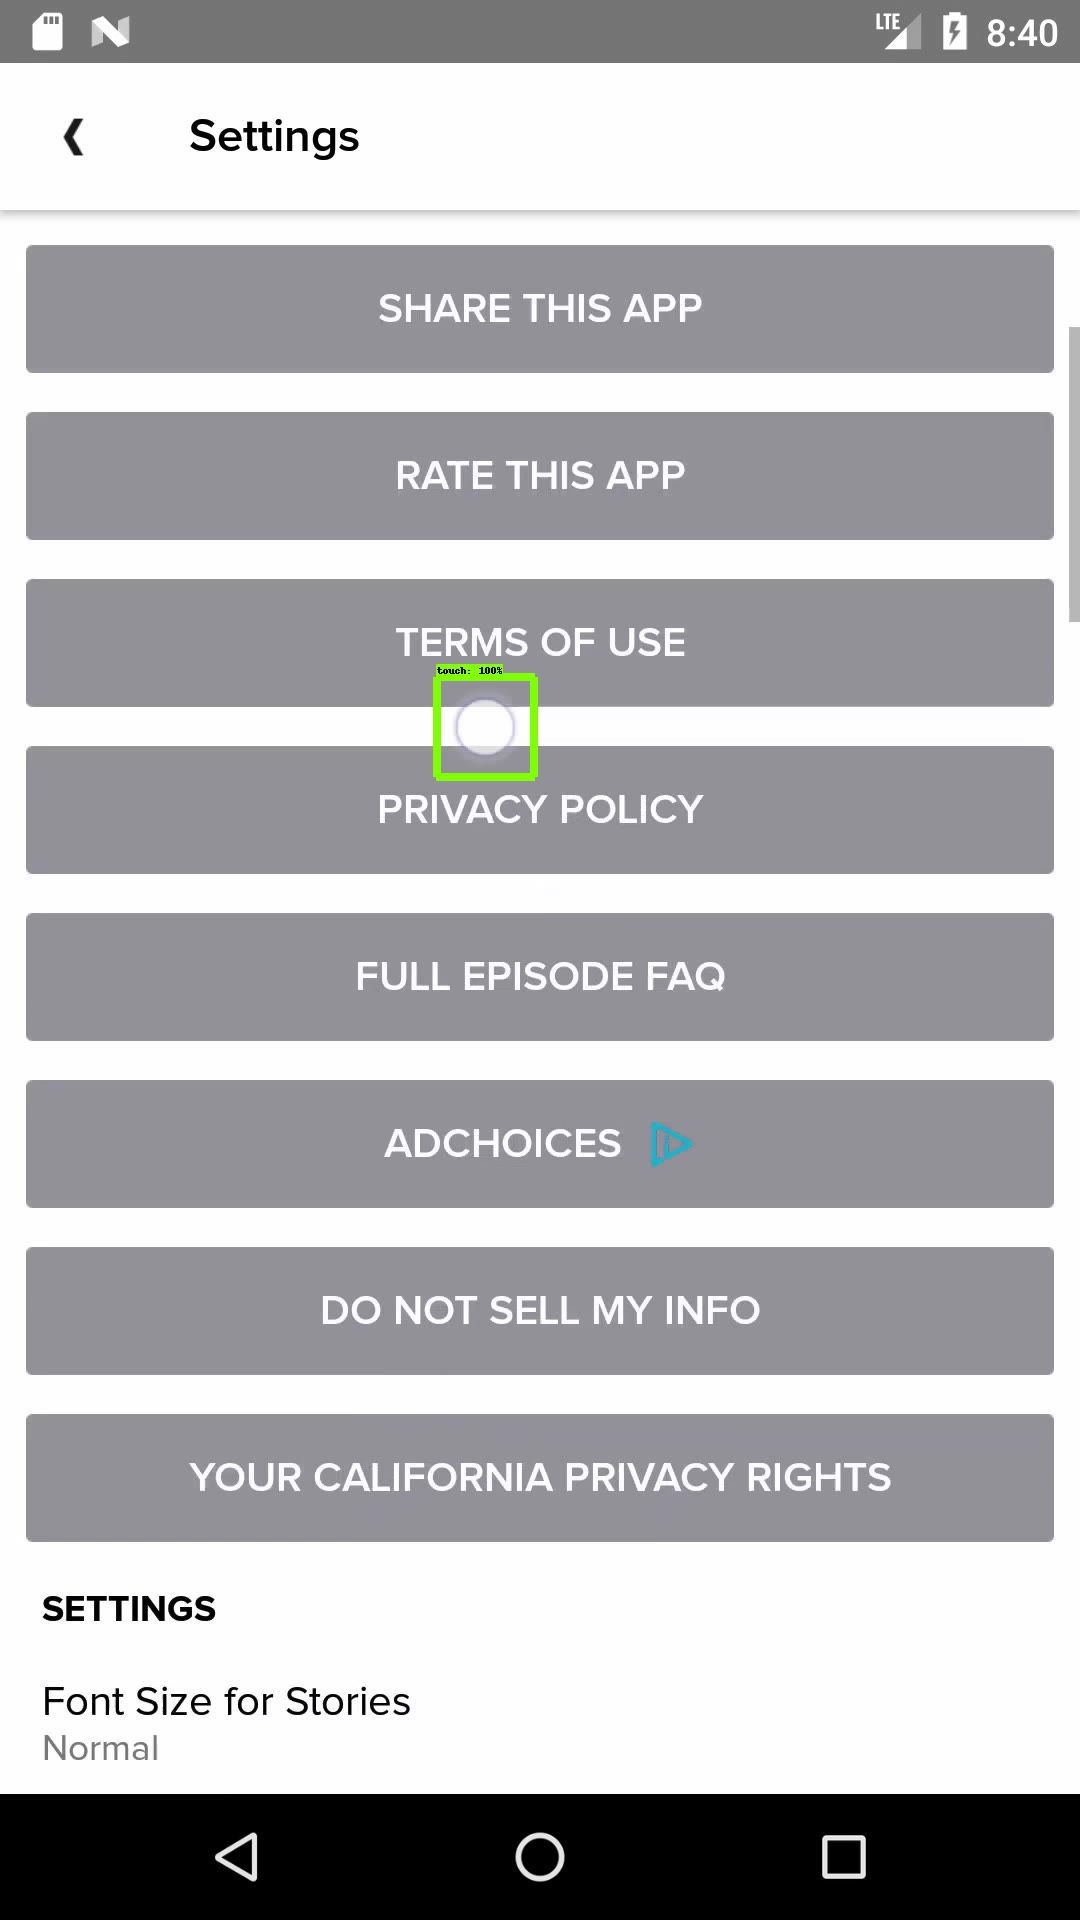 LTE 8:40
Settings
SHARE THIS APP
RATE THIS APP
TERMS OF USE
touch: 100%
PRIVACY POLICY
FULL EPISODE FAQ
ADCHOICES
DO NOT SELL MY INFO
YOUR CALIFORNIA PRIVACY RIGHTS
SETTINGS
Font Size for Stories
Normal